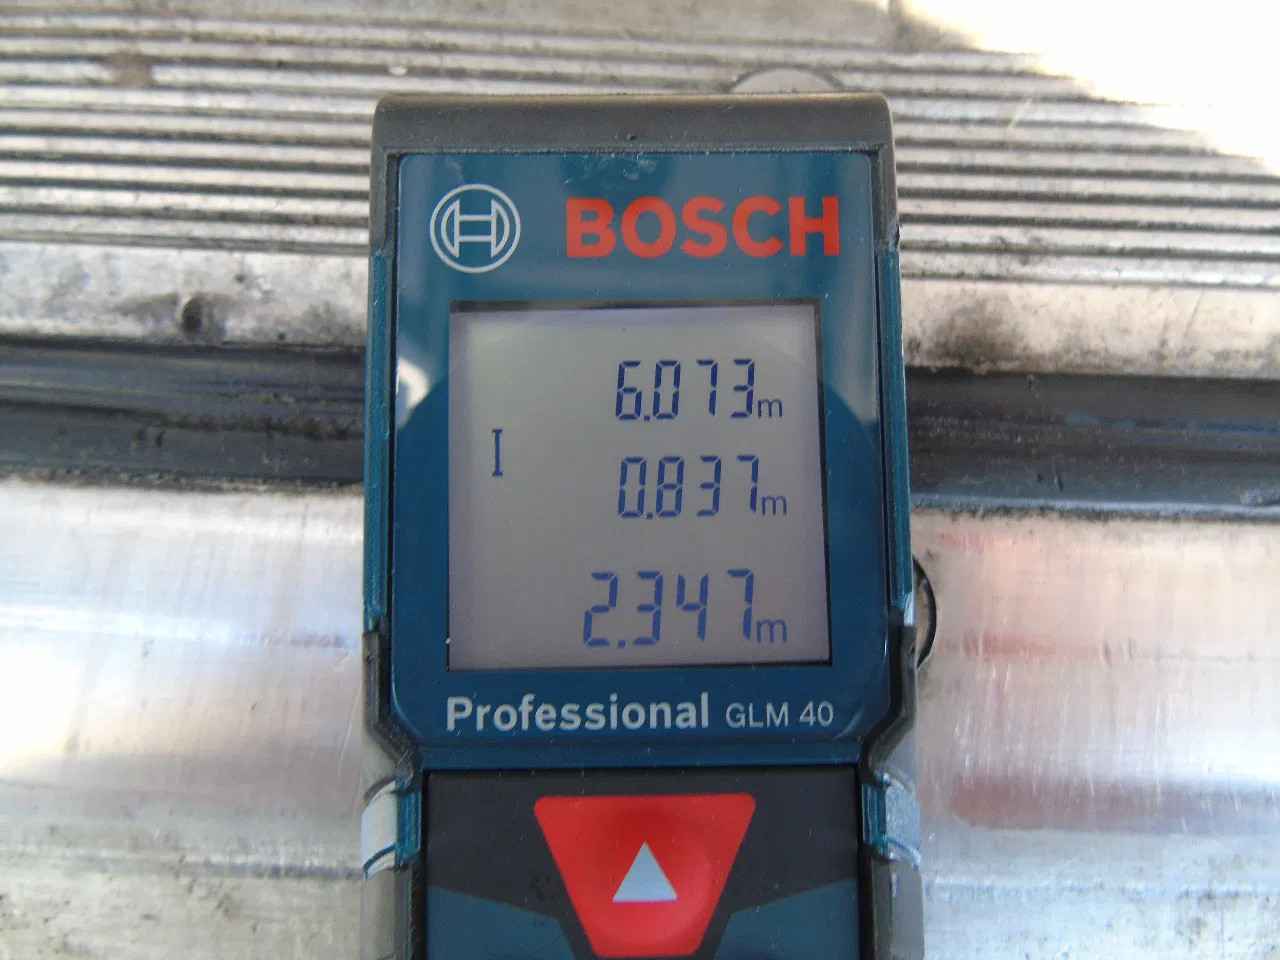 BOSCH
6.073m
0.837m
2.347m
Professional GLM 40